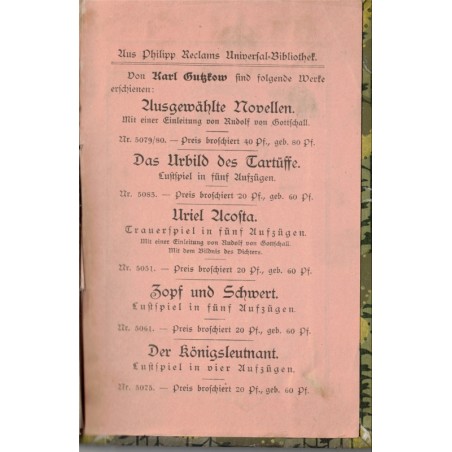 Aus Philipp Reclams Universal-Bibliothek.
Von Karl Gutzkow sind folgende Werke
erschienen:
Ausgewählte Novellen.
Mit einer Einleitung von Rudolf von Gottschall.
Nr. 5079/80. — Preis broschiert 40 Pf., geb. 80 Pf.
Das Urbild des Tartüffe.
Lustspiel in fünf Aufzügen.
Nr. 5083. — Preis broschiert 20 Pf., geb. 60 Pf.
Uriel Acosta.
Trauerspiel in fünf Aufzügen.
Mit einer Einleitung von Rudolf von Gottschall.
Mit dem Bildnis des Dichters.
Nr. 5051. — Preis broschiert 20 Pf., geb. 60 Pf.
Zopf und Schwert.
Lustspiel in fünf Aufzügen.
Nr. 5061. — Preis broschiert 20 Pf., geb. 60 Pf.
Der Königsleutnant.
Lustspiel in vier Aufzügen.
Nr. 5075. — Preis broschiert 20 Pf., geb. 60 Pf.